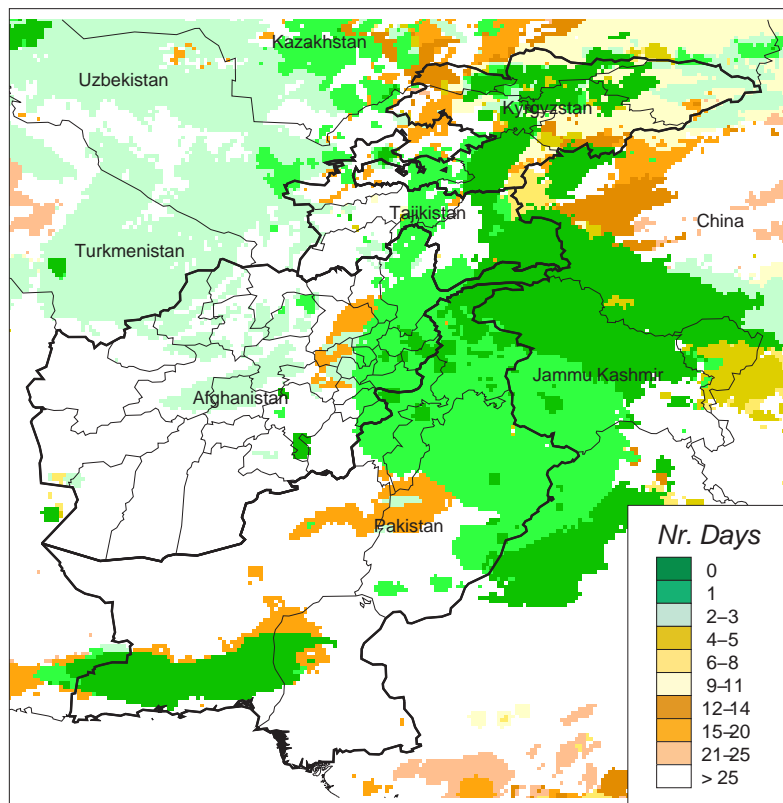 Kazakhstan
Uzbekistan
Kyrgyzstan
Tajikistan
China
Turkmenistan
Jammu Kashmir
Afghanistan
Pakistan
Nr. Days
0
1
2–3
4–5
6–8
9–11
12–14
15–20
21–25
> 25